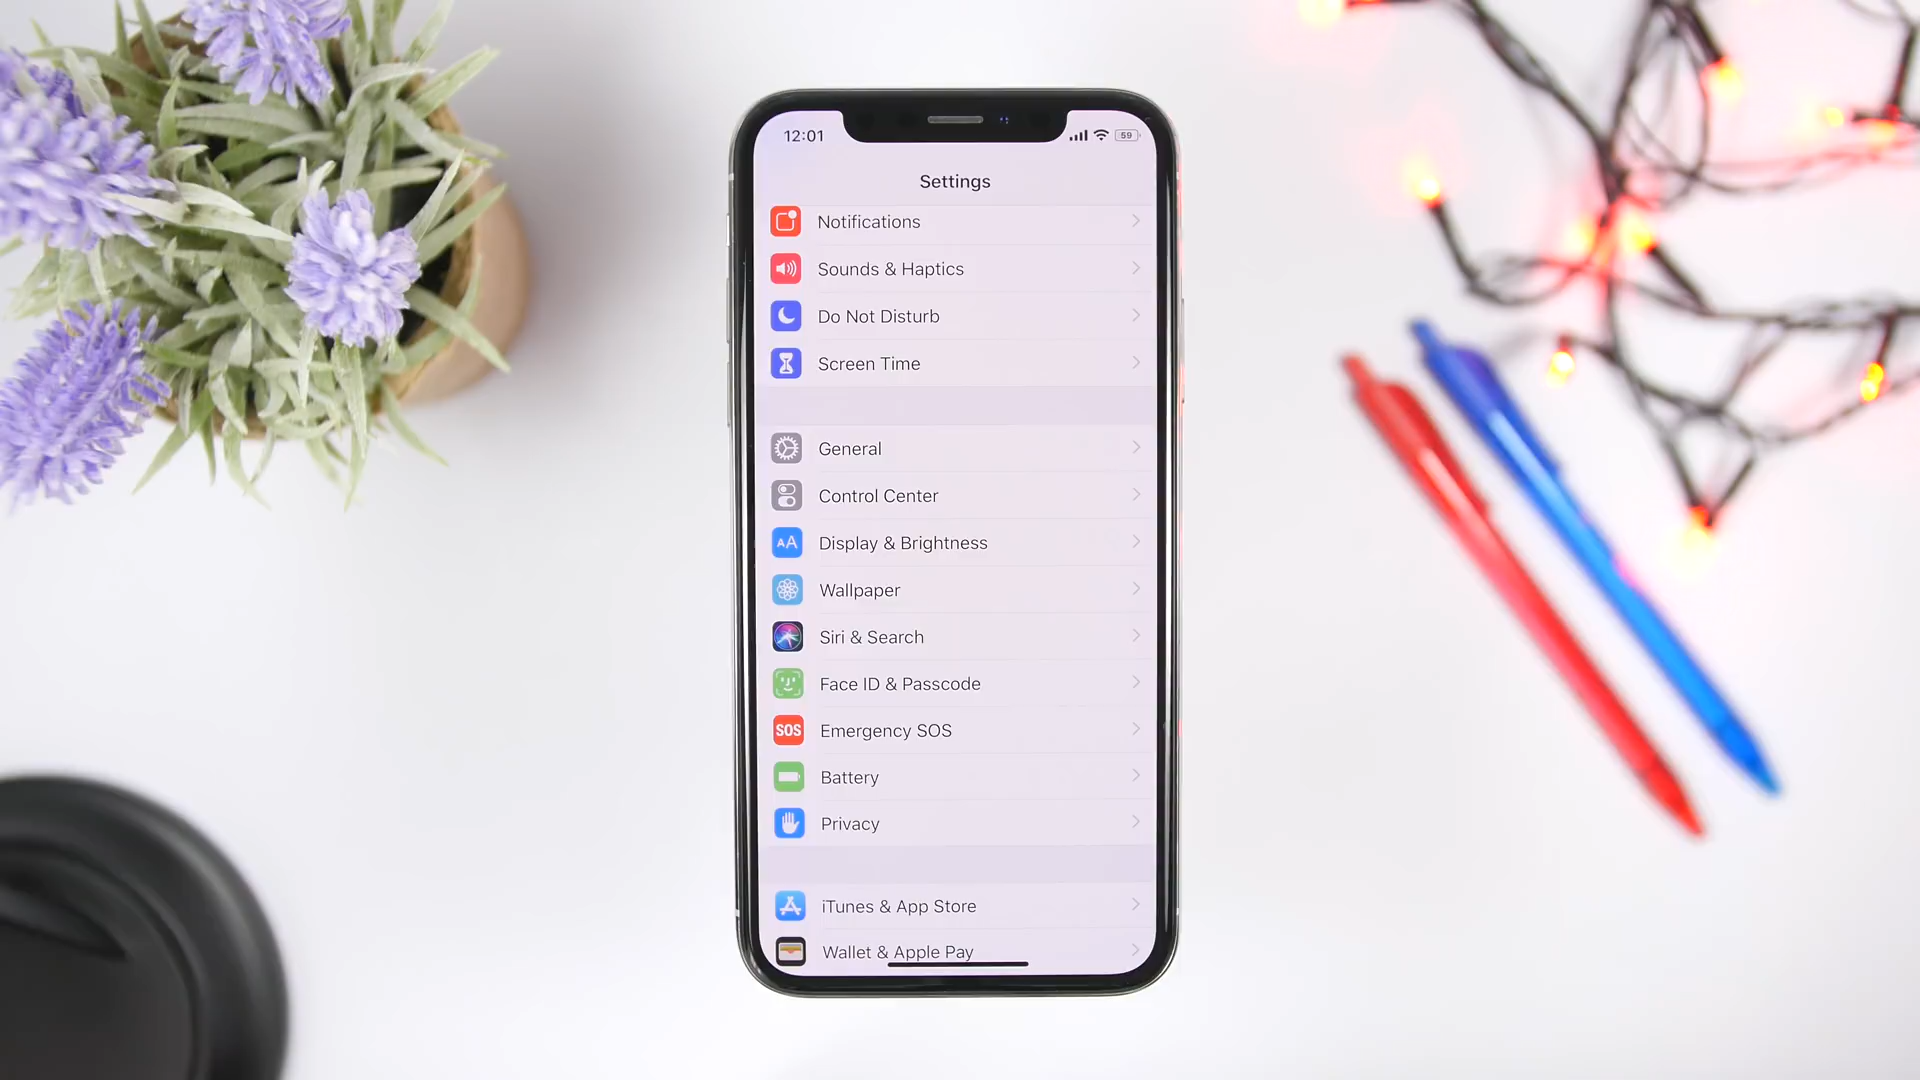 12:01
59
Settings
Notifications
Sounds & Haptics
Do Not Disturb
Screen Time
General
Control Center
AA Display & Brightness
Wallpaper
Siri & Search
Face ID & Passcode
SOS Emergency SOS
Battery
Privacy
iTunes & App Store
Wallet & Apple Pay